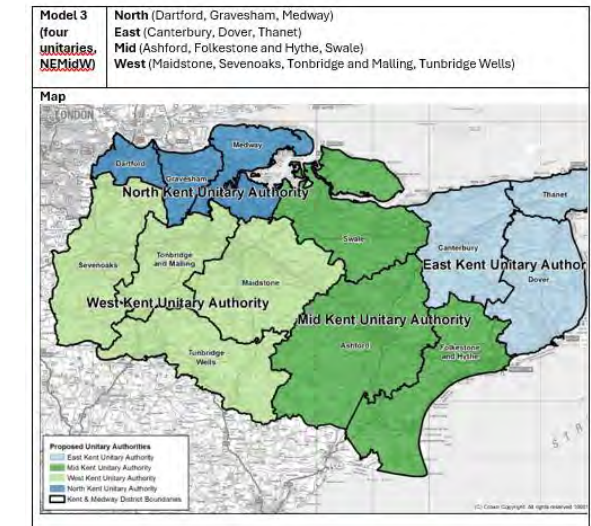 Model 3
(four
unitaries,
NEMidW)
North (Dartford, Gravesham, Medway)
East (Canterbury, Dover, Thanet)
Mid (Ashford, Folkestone and Hythe, Swale)
West (Maidstone, Sevenoaks, Tonbridge and Malling, Tunbridge Wells)
Map
LONDON
Medway
Dartford
Gravesham
North Kent Unitary Authority
Thanet
Swale
Canterbury
East Kent Unitary Author
Dover
Sevenoaks
Tonbridge
and Malling
Maidstone
West Kent Unitary Authority
Mid Kent Unitary Authority
Ashford
Folkestone
and Hythe
Tunbridge
Wells
S T R
Proposed Unitary Authorities
East Kent Unitary Authority
Mid Kent Unitary Authority
West Kent Unitary Authority
North Kent Unitary Authority
Kent & Medway District Boundaries
(C) Crown Copyright. All rights reserved